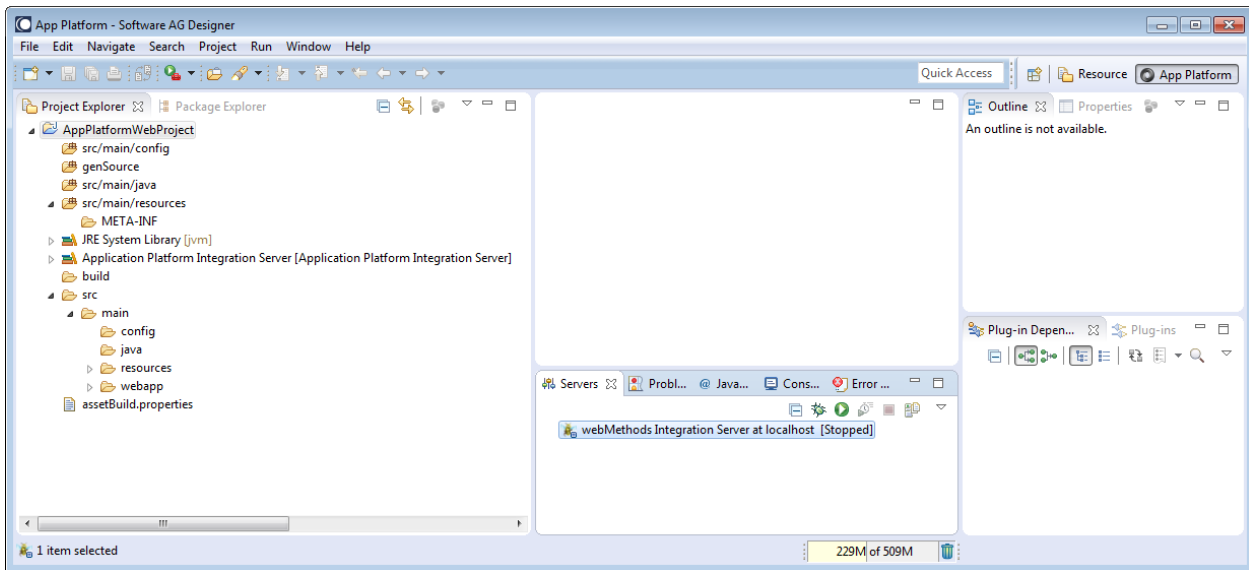 App Platform - Software AG Designer
File Edit Navigate Search Project Run Window Help
Quick Access Resource App Platform
Project Explorer Package Explorer
AppPlatformWebProject
src/main/config
genSource
src/main/java
src/main/resources
META-INF
JRE System Library [jvm]
Application Platform Integration Server [Application Platform Integration Server]
build
src
main
config
java
resources
webapp
assetBuild.properties
Servers Probl... @ Java... Cons... Error ...
webMethods Integration Server at localhost [Stopped]
Outline Properties
An outline is not available.
Plug-in Depen... Plug-ins
1 item selected
229M of 509M